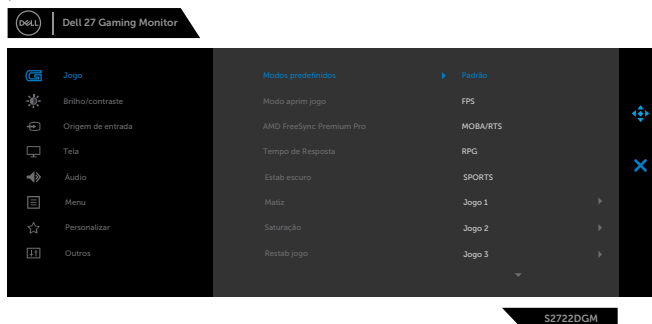 DELL
Dell 27 Gaming Monitor
Jogo
Modos predefinidos
Padrão
Brilho/contraste
Modo aprim jogo
FPS
Origem de entrada
AMD FreeSync Premium Pro
MOBA/RTS
Tela
Tempo de Resposta
RPG
Áudio
Estab escuro
SPORTS
Menu
Matiz
Jogo 1
Personalizar
Saturação
Jogo 2
Outros
Restab jogo
Jogo 3
S2722DGM